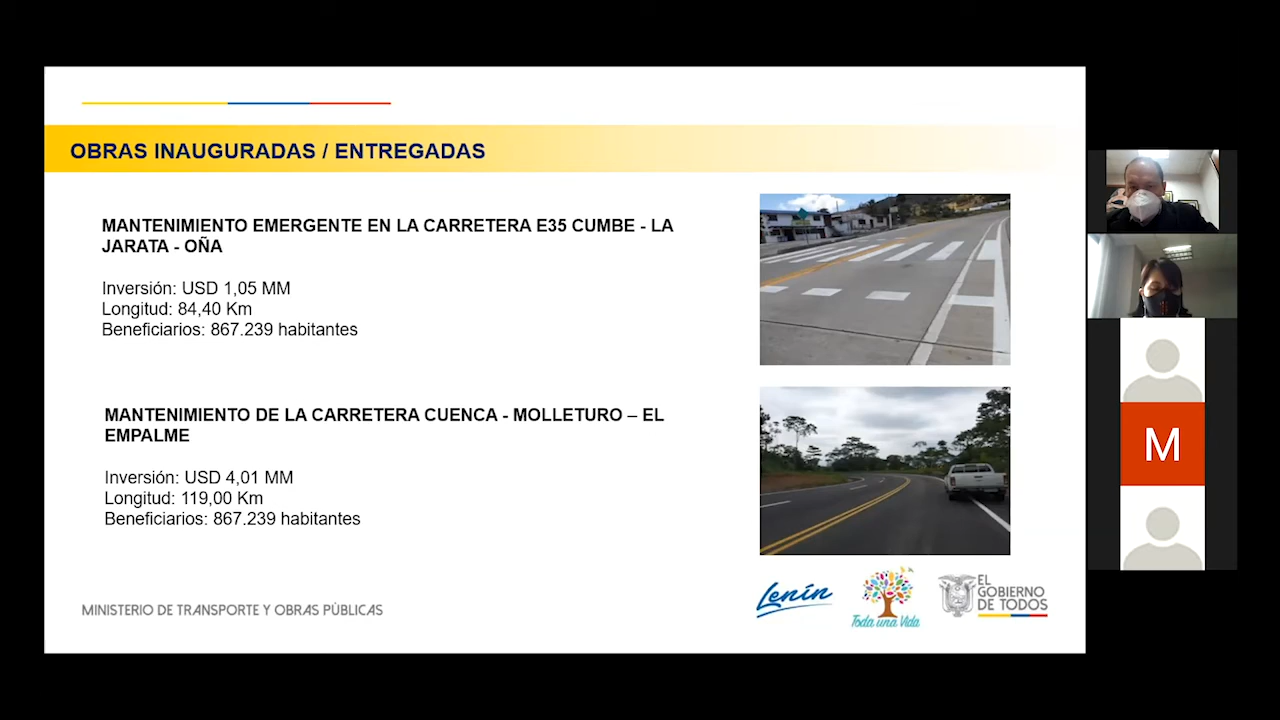 OBRAS INAUGURADAS / ENTREGADAS
MANTENIMIENTO EMERGENTE EN LA CARRETERA E35 CUMBE - LA
JARATA - OÑA
Inversión: USD 1,05 MM
Longitud: 84,40 Km
Beneficiarios: 867.239 habitantes
MANTENIMIENTO DE LA CARRETERA CUENCA - MOLLETURO – EL
EMPALME
Inversión: USD 4,01 MM
Longitud: 119,00 Km
Beneficiarios: 867.239 habitantes
MINISTERIO DE TRANSPORTE Y OBRAS PÚBLICAS
Lenín
Toda una Vida
EL
GOBIERNO
DE TODOS
M